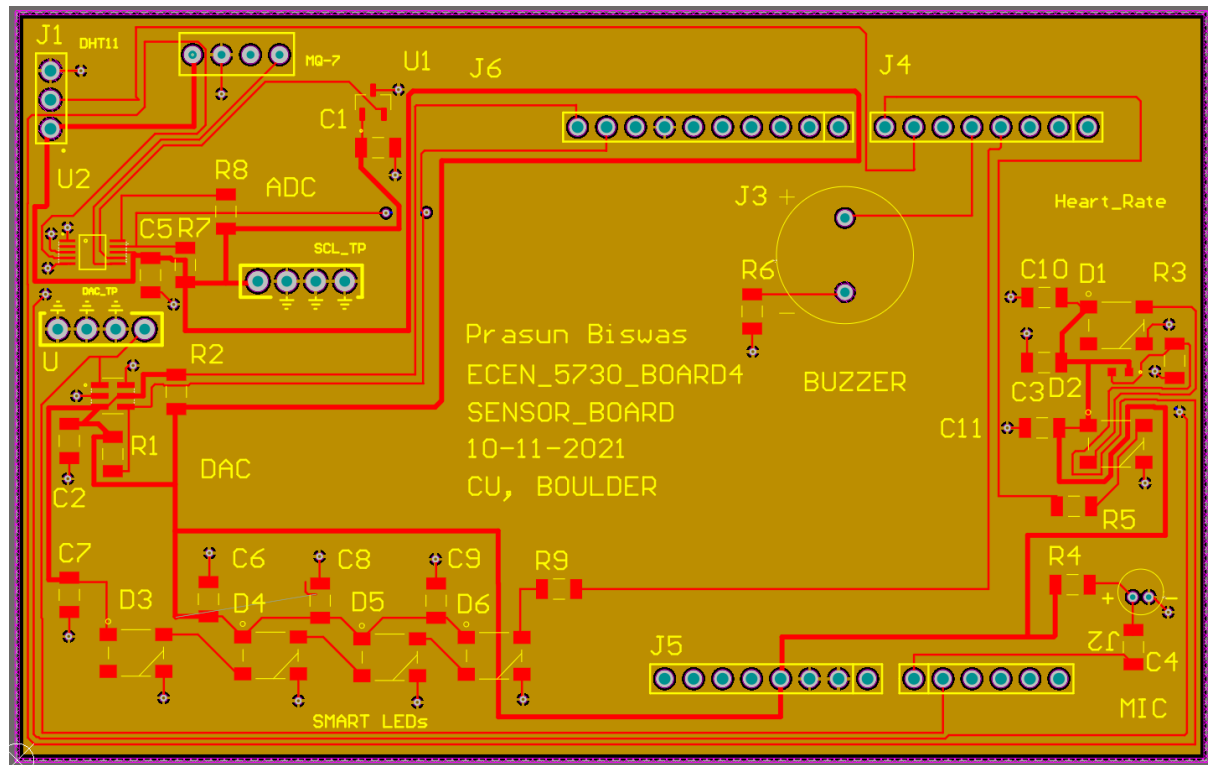 J1
DHT11
MQ-7
U1
J6
J4
C1
U2
R8
ADC
J3
+
Heart_Rate
C5
R7
SCL_TP
R6
−
C10
D1
R3
DAC_TP
U
R2
Prasun Biswas
ECEN_5730_BOARD4
SENSOR_BOARD
10-11-2021
CU, BOULDER
BUZZER
C3
D2
C11
R1
DAC
C2
R5
C7
C6
C8
C9
R9
R4
D3
D4
D5
D6
+
-
J5
J2
C4
SMART LEDs
MIC